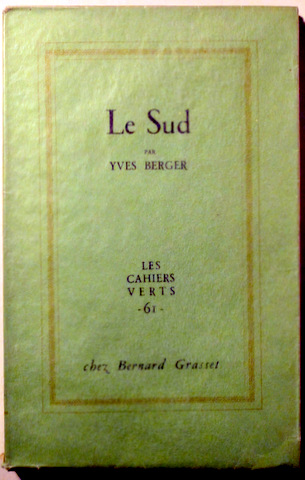 Le Sud
PAR
YVES BERGER
LES
CAHIERS
VERTS
-61-
chez Bernard Grasset